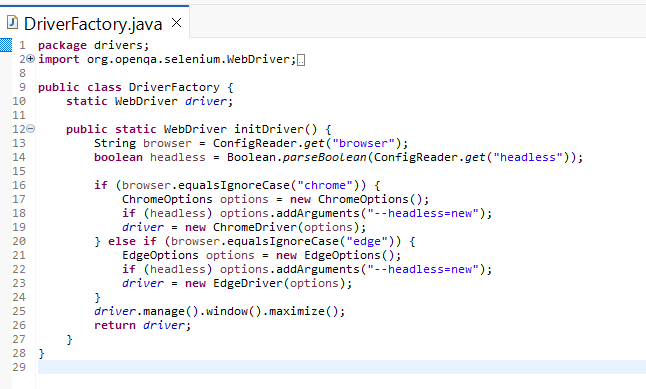 DriverFactory.java
1 package drivers;
2 import org.openqa.selenium.WebDriver;
8
9 public class DriverFactory {
10     static WebDriver driver;
11
12     public static WebDriver initDriver() {
13         String browser = ConfigReader.get("browser");
14         boolean headless = Boolean.parseBoolean(ConfigReader.get("headless"));
15
16         if (browser.equalsIgnoreCase("chrome")) {
17             ChromeOptions options = new ChromeOptions();
18             if (headless) options.addArguments("--headless=new");
19             driver = new ChromeDriver(options);
20         } else if (browser.equalsIgnoreCase("edge")) {
21             EdgeOptions options = new EdgeOptions();
22             if (headless) options.addArguments("--headless=new");
23             driver = new EdgeDriver(options);
24         }
25         driver.manage().window().maximize();
26         return driver;
27     }
28 }
29